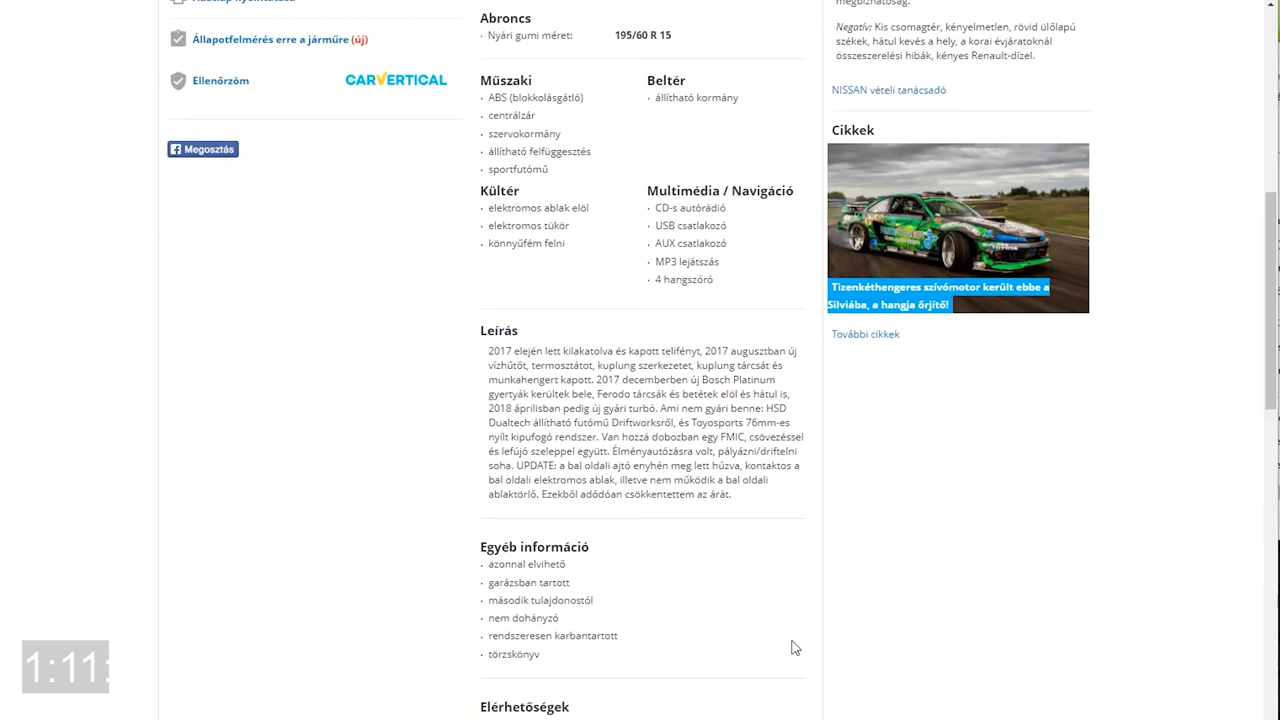 Állapotfelmérés erre a járműre (új)
Ellenőrzöm
CARVERTICAL
Megosztás
Abroncs
· Nyári gumi méret: 195/60 R 15
Műszaki
· ABS (blokkolásgátló)
· centrálzár
· szervokormány
· állítható felfüggesztés
· sportfutómű
Beltér
· állítható kormány
Kültér
· elektromos ablak elöl
· elektromos tükör
· könnyűfém felni
Multimédia / Navigáció
· CD-s autórádió
· USB csatlakozó
· AUX csatlakozó
· MP3 lejátszás
· 4 hangszóró
Leírás
2017 elején lett kilakatolva és kapott telifényt, 2017 augusztusban új
vízhűtőt, termosztátot, kuplung szerkezetet, kuplung tárcsát és
munkahengert kapott. 2017 decemberben új Bosch Platinum
gyertyák kerültek bele, Ferodo tárcsák és betétek elöl és hátul is,
2018 áprilisban pedig új gyári turbó. Ami nem gyári benne: HSD
Dualtech állítható futómű Driftworksről, és Toyosports 76mm-es
nyílt kipufogó rendszer. Van hozzá dobozban egy FMIC, csövezéssel
és lefújó szeleppel együtt. Élményautózásra volt, pályázni/driftelni
soha. UPDATE: a bal oldali ajtó enyhén meg lett húzva, kontaktos a
bal oldali elektromos ablak, illetve nem működik a bal oldali
ablaktörlő. Ezekből adódóan csökkentettem az árát.
Egyéb információ
· azonnal elvihető
· garázsban tartott
· második tulajdonostól
· nem dohányzó
· rendszeresen karbantartott
· törzskönyv
Elérhetőségek
megbízhatóság.
Negatív: Kis csomagtér, kényelmetlen, rövid ülőlapú
székek, hátul kevés a hely, a korai évjáratoknál
összeszerelési hibák, kényes Renault-dízel.
NISSAN vételi tanácsadó
Cikkek
Tizenkéthengeres szívómotor került ebbe a
Silviába, a hangja őrjítő!
További cikkek
1:11: